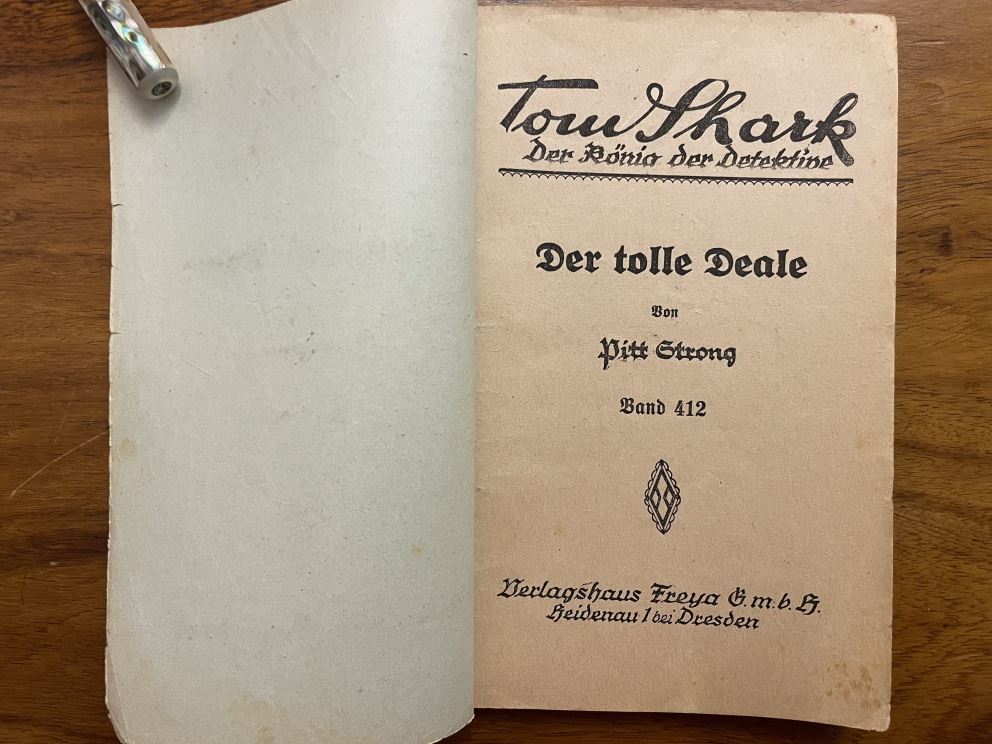 Tom Shark
Der König der Detektive
Der tolle Deale
Von
Pitt Strong
Band 412
Verlagshaus Freya G. m. b. H.
Heidenau 1 bei Dresden